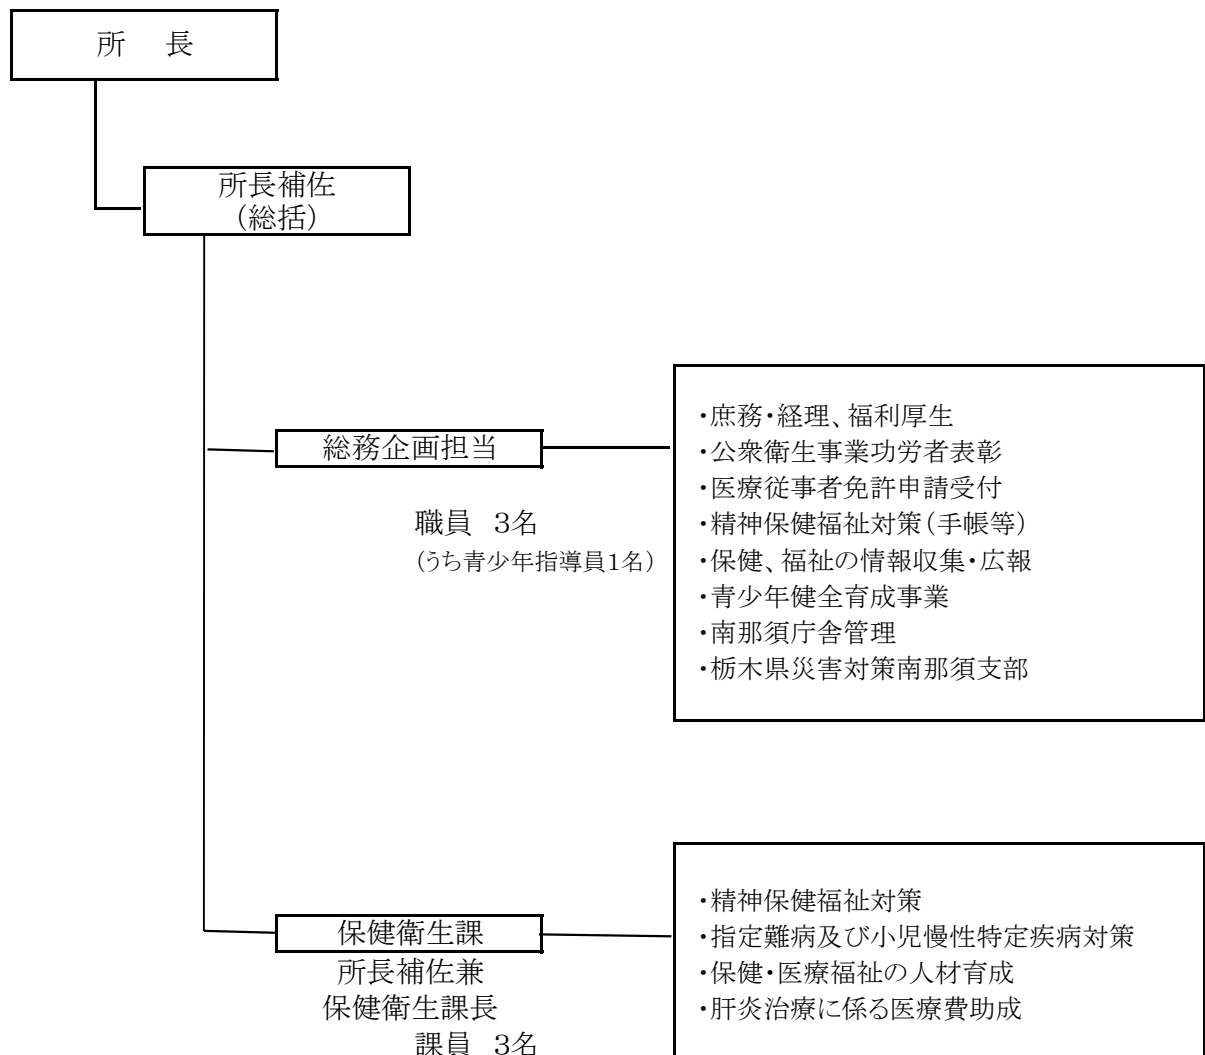 所　長
所長補佐
（総括）
総務企画担当
職員　３名
（うち青少年指導員１名）
・庶務・経理、福利厚生
・公衆衛生事業功労者表彰
・医療従事者免許申請受付
・精神保健福祉対策（手帳等）
・保健、福祉の情報収集・広報
・青少年健全育成事業
・南那須庁舎管理
・栃木県災害対策南那須支部
保健衛生課
所長補佐兼
保健衛生課長
課員　３名
・精神保健福祉対策
・指定難病及び小児慢性特定疾病対策
・保健・医療福祉の人材育成
・肝炎治療に係る医療費助成